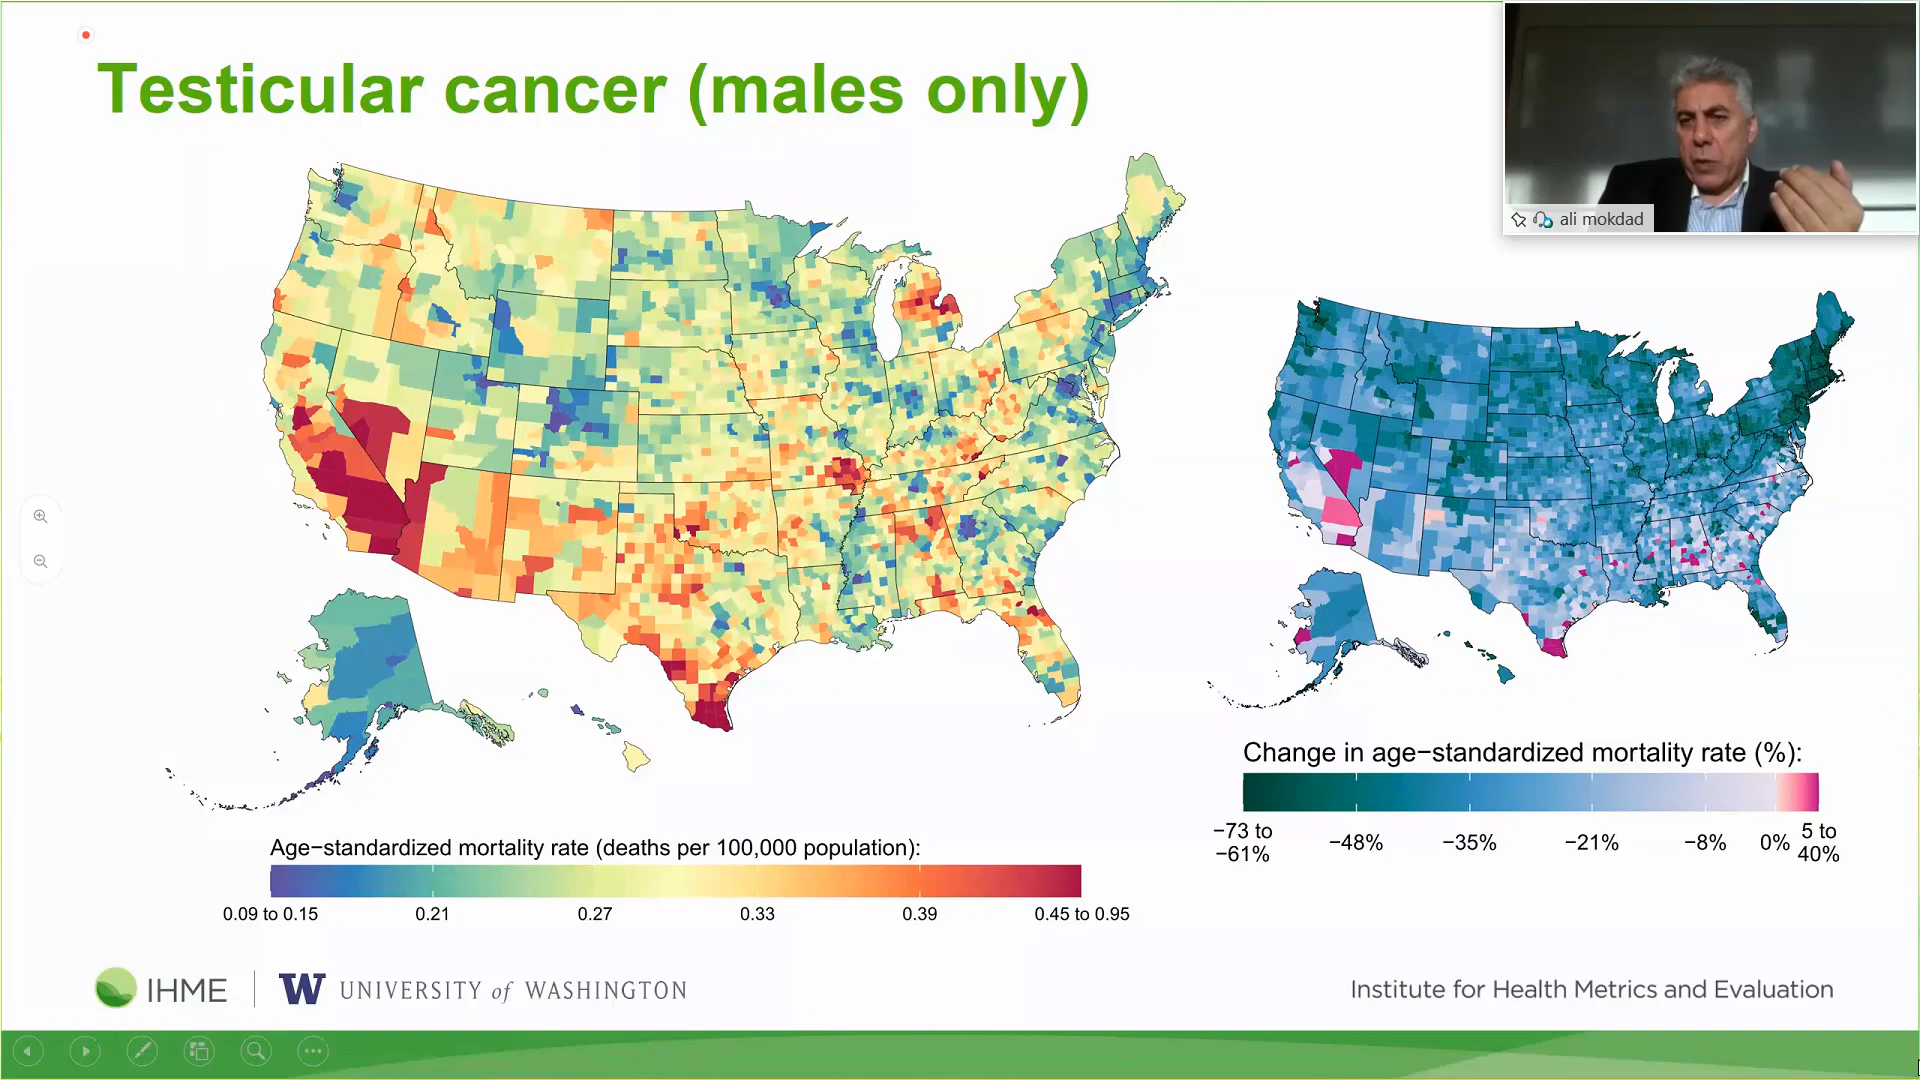 Testicular cancer (males only)
ali mokdad
Change in age−standardized mortality rate (%):
−73 to
−61%
−48%
−35%
−21%
−8%
0%
5 to
40%
Age−standardized mortality rate (deaths per 100,000 population):
0.09 to 0.15
0.21
0.27
0.33
0.39
0.45 to 0.95
IHME
W UNIVERSITY of WASHINGTON
Institute for Health Metrics and Evaluation